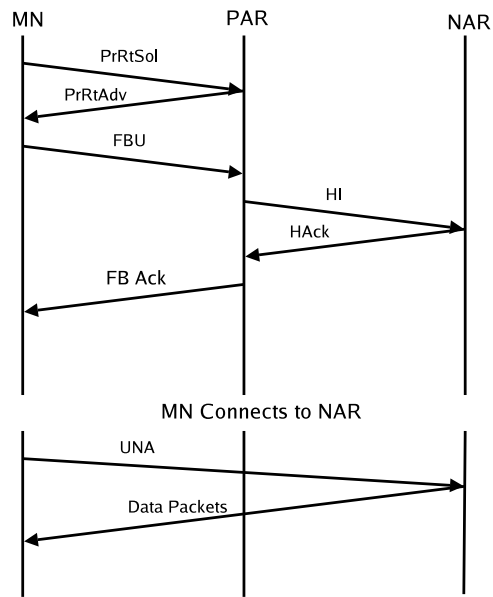 MN PAR NAR
PrRtSol
PrRtAdv
FBU
HI
HAck
FB Ack
MN Connects to NAR
UNA
Data Packets